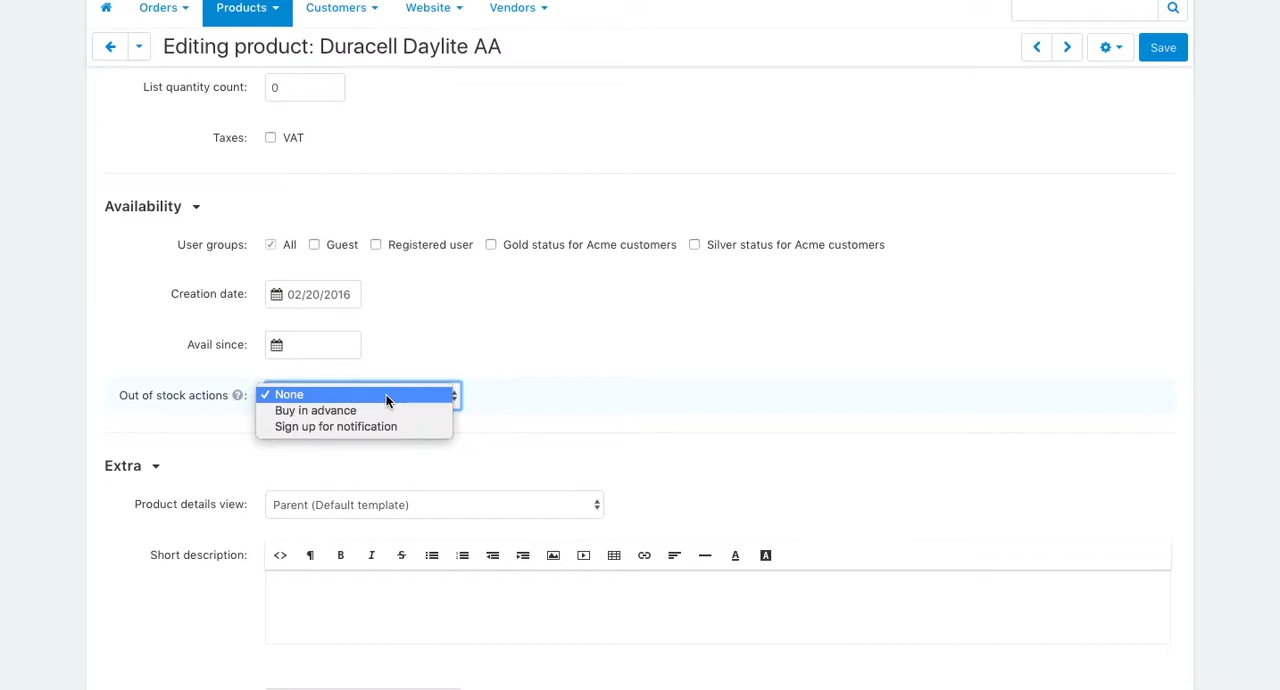 Orders Products Customers Website Vendors
Editing product: Duracell Daylite AA Save
List quantity count: 0
Taxes: VAT
Availability
User groups: All Guest Registered user Gold status for Acme customers Silver status for Acme customers
Creation date: 02/20/2016
Avail since:
Out of stock actions ?: ✓ None
Buy in advance
Sign up for notification
Extra
Product details view: Parent (Default template)
Short description: <> ¶ B I S A A